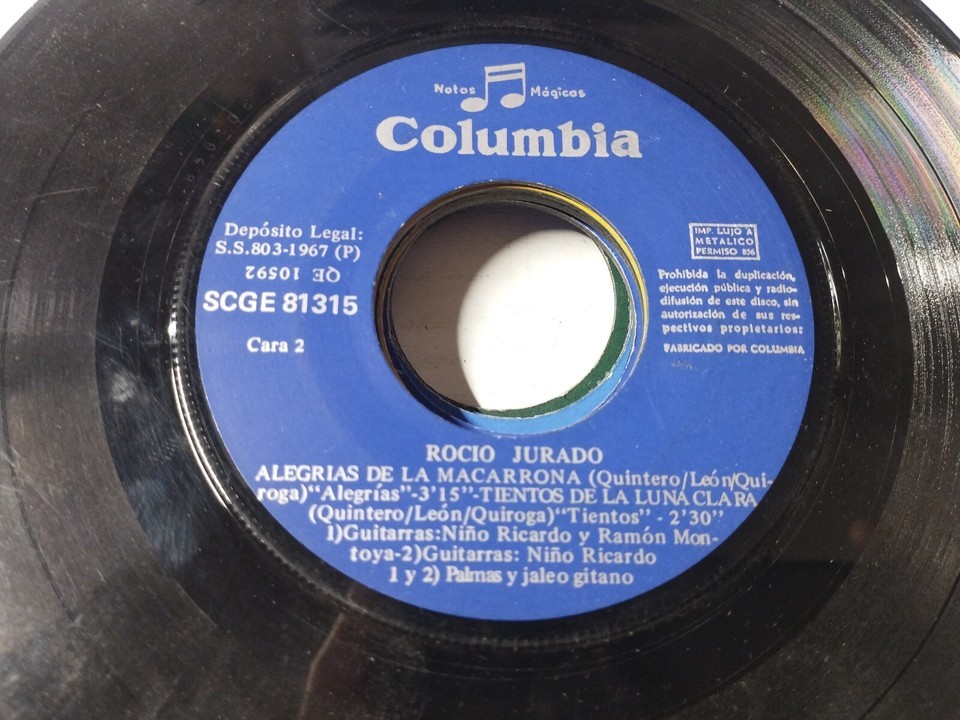 Notas Mágicas
Columbia
Depósito Legal:
S.S.803-1967 (P)
QE 10592
SCGE 81315
Cara 2
IMP. LUJO A
METALICO
PERMISO 856
Prohibida la duplicación,
ejecución pública y radio-
difusión de este disco, sin
autorización de sus res-
pectivos propietarios:
FABRICADO POR COLUMBIA
ROCIO JURADO
ALEGRIAS DE LA MACARRONA (Quintero/León/Qui-
roga)“Alegrías”-3'15”-TIENTOS DE LA LUNA CLARA
(Quintero/León/Quiroga)“Tientos” - 2'30”
1)Guitarras:Niño Ricardo y Ramón Mon-
toya-2)Guitarras: Niño Ricardo
1 y 2) Palmas y jaleo gitano